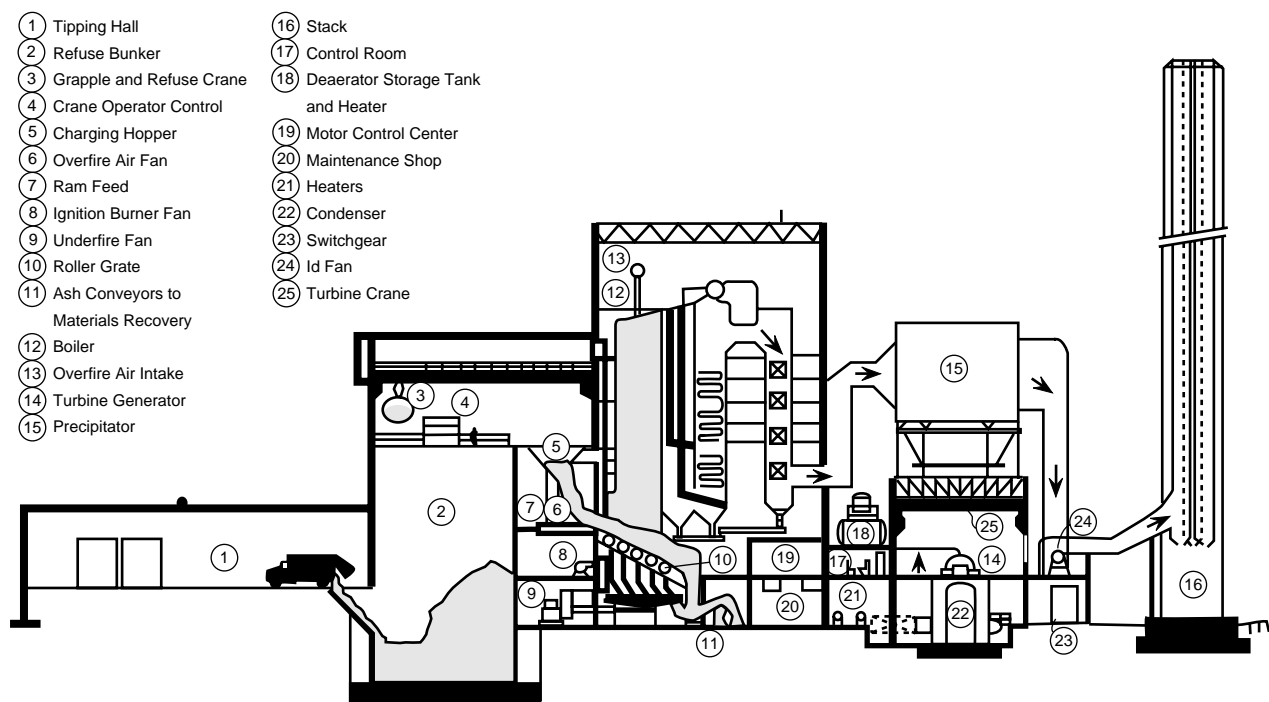 1 Tipping Hall
2 Refuse Bunker
3 Grapple and Refuse Crane
4 Crane Operator Control
5 Charging Hopper
6 Overfire Air Fan
7 Ram Feed
8 Ignition Burner Fan
9 Underfire Fan
10 Roller Grate
11 Ash Conveyors to
Materials Recovery
12 Boiler
13 Overfire Air Intake
14 Turbine Generator
15 Precipitator
16 Stack
17 Control Room
18 Deaerator Storage Tank
and Heater
19 Motor Control Center
20 Maintenance Shop
21 Heaters
22 Condenser
23 Switchgear
24 Id Fan
25 Turbine Crane
13
12
15
3
4
5
2
7
6
25
24
18
1
8
10
19
17
14
16
9
20
21
22
11
23